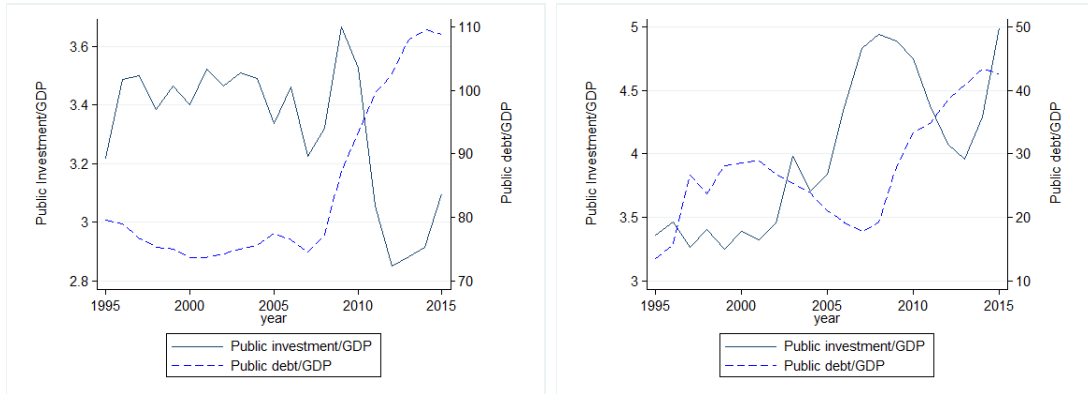 Public Investment/GDP
3.6
3.4
3.2
3
2.8
110
100
90
80
70
Public debt/GDP
1995 2000 2005 2010 2015
year
Public investment/GDP
Public debt/GDP
Public Investment/GDP
5
4.5
4
3.5
3
50
40
30
20
10
Public debt/GDP
1995 2000 2005 2010 2015
year
Public investment/GDP
Public debt/GDP